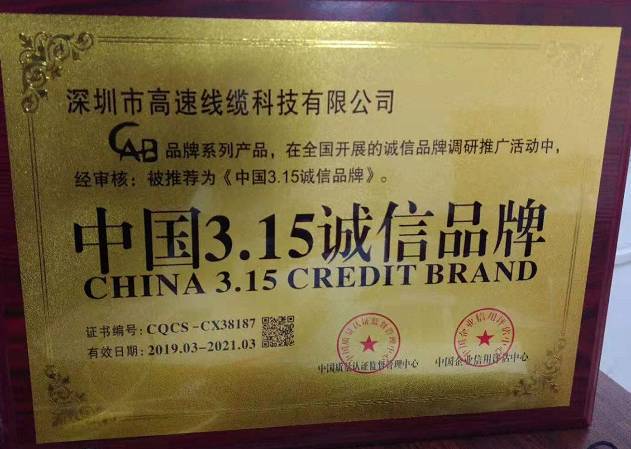 深圳市高速线缆科技有限公司
CAB 品牌系列产品，在全国开展的诚信品牌调研推广活动中，
经审核：被推荐为《中国3.15诚信品牌》。
中国3.15诚信品牌
CHINA 3.15 CREDIT BRAND
证书编号：CQCS-CX38187
有效日期：2019.03-2021.03
中国质量认证监督管理中心
中国企业信用评估中心